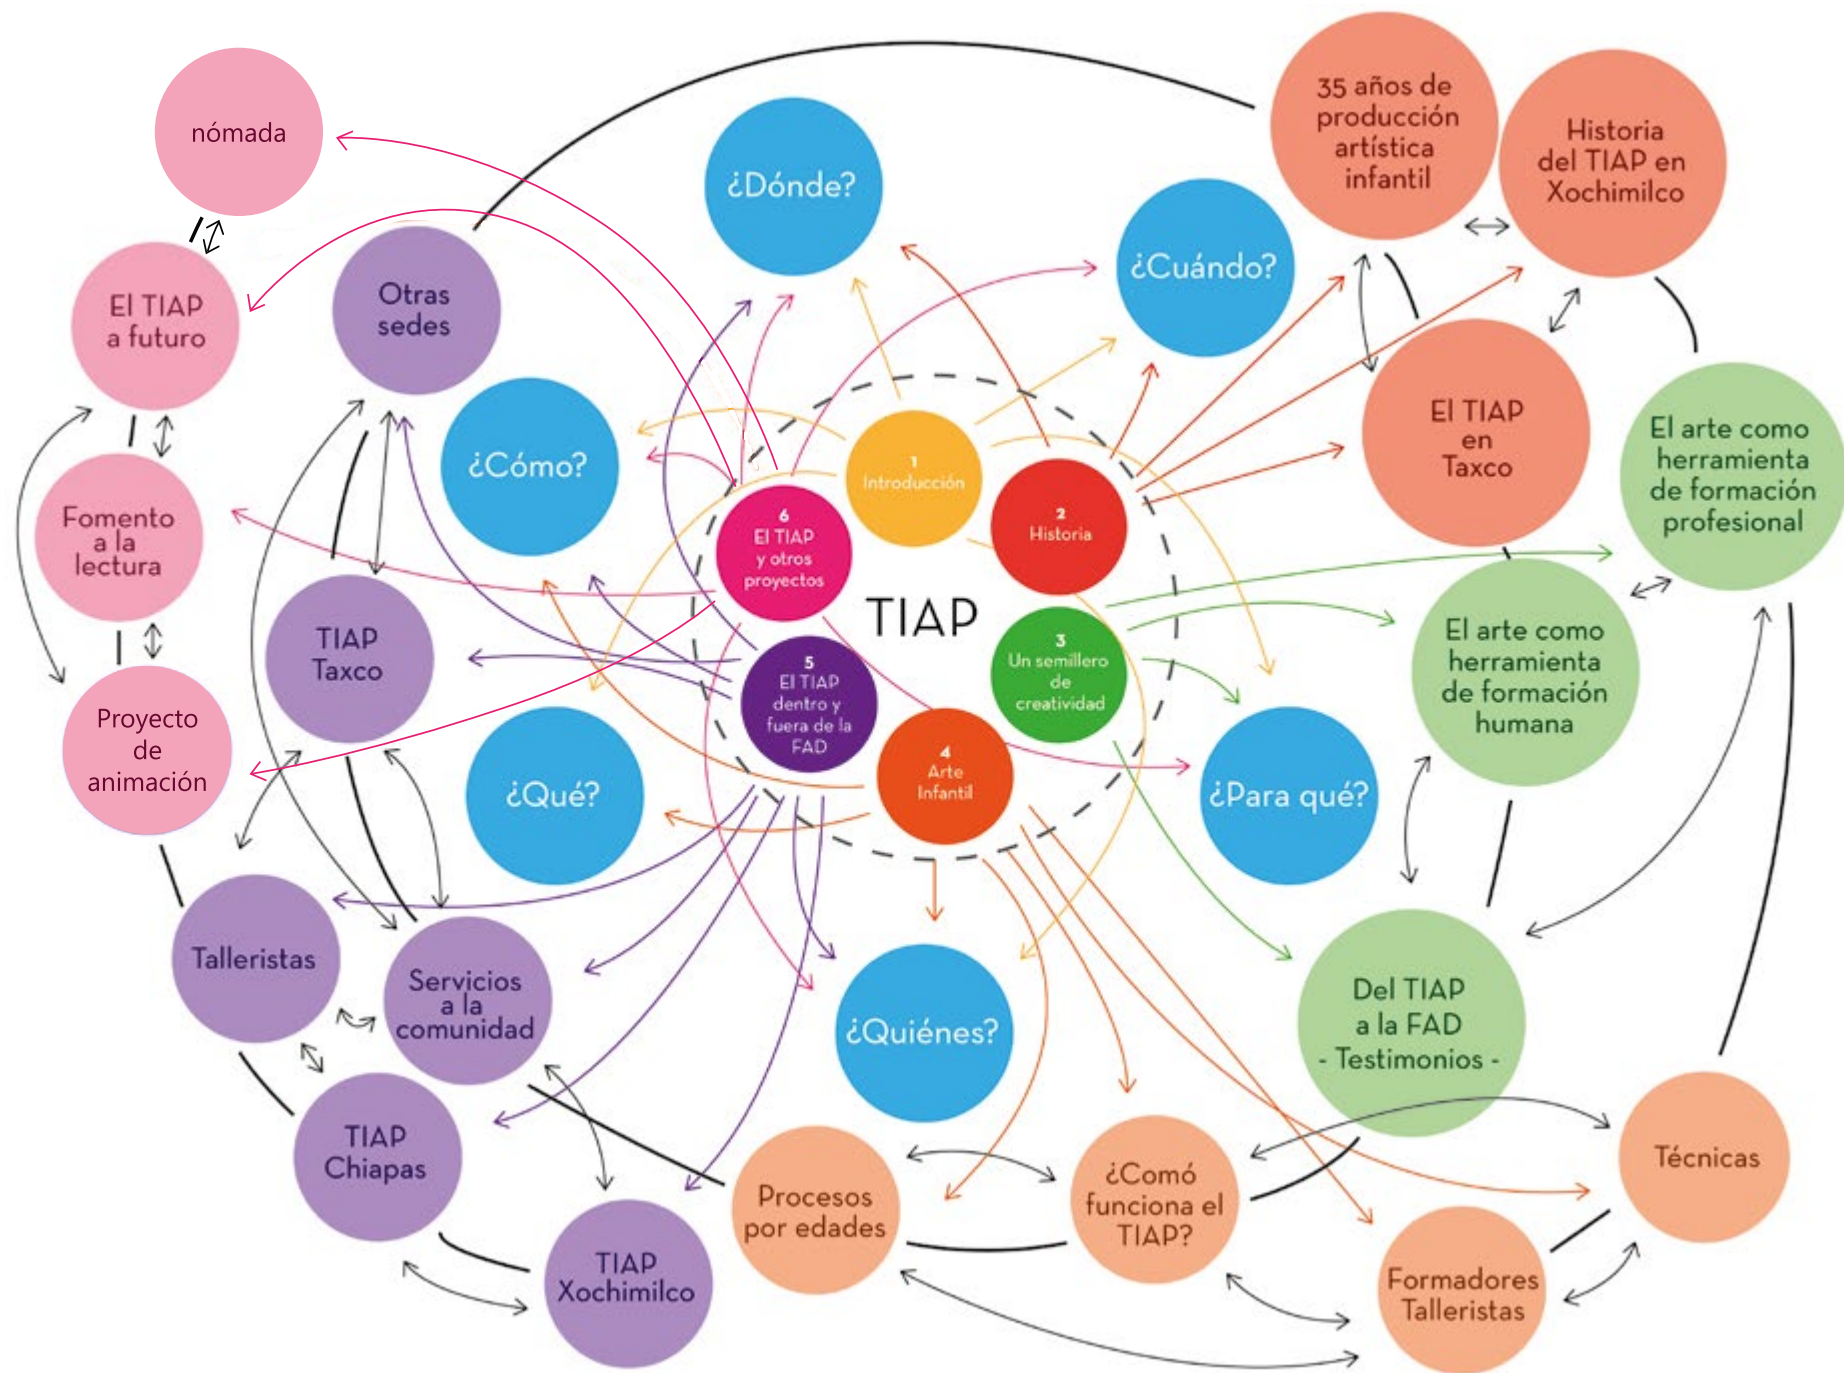 nómada
El TIAP
a futuro
Fomento
a la
lectura
Proyecto
de
animación
Otras
sedes
TIAP
Taxco
Talleristas
Servicios
a la
comunidad
TIAP
Chiapas
TIAP
Xochimilco
¿Dónde?
¿Cuándo?
¿Cómo?
¿Qué?
¿Para qué?
¿Quiénes?
TIAP
1
Introducción
2
Historia
3
Un semillero
de
creatividad
4
Arte
Infantil
5
El TIAP
dentro y
fuera de la
FAD
6
El TIAP
y otros
proyectos
35 años de
producción
artística
infantil
Historia
del TIAP en
Xochimilco
El TIAP
en
Taxco
El arte como
herramienta
de formación
profesional
El arte como
herramienta
de formación
humana
Del TIAP
a la FAD
- Testimonios -
Procesos
por edades
¿Comó
funciona el
TIAP?
Formadores
Talleristas
Técnicas